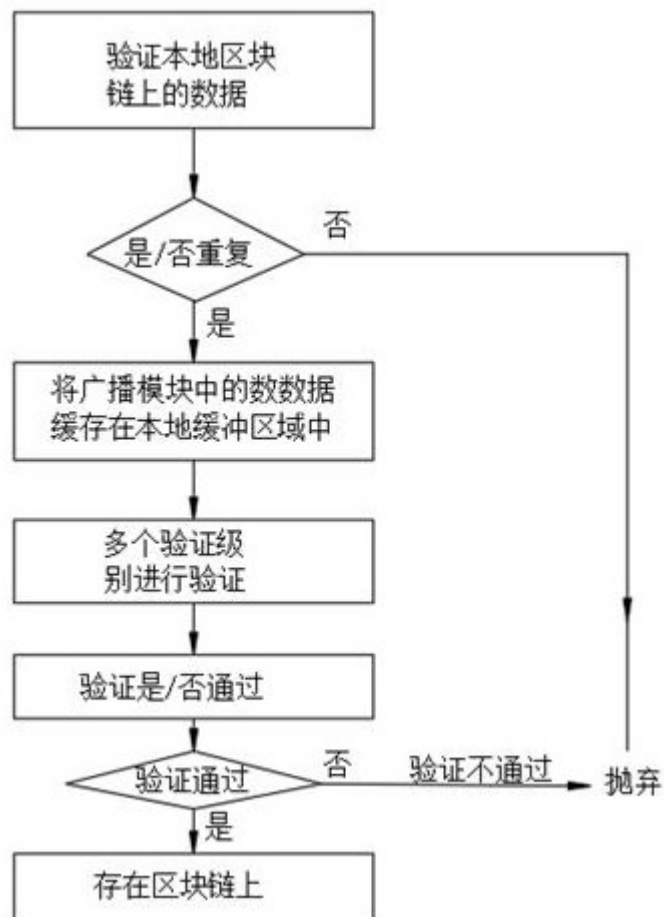 验证本地区块
链上的数据
否
是/否重复
是
将广播模块中的数数据
缓存在本地缓冲区域中
多个验证级
别进行验证
验证是/否通过
否
验证通过
验证不通过
抛弃
是
存在区块链上